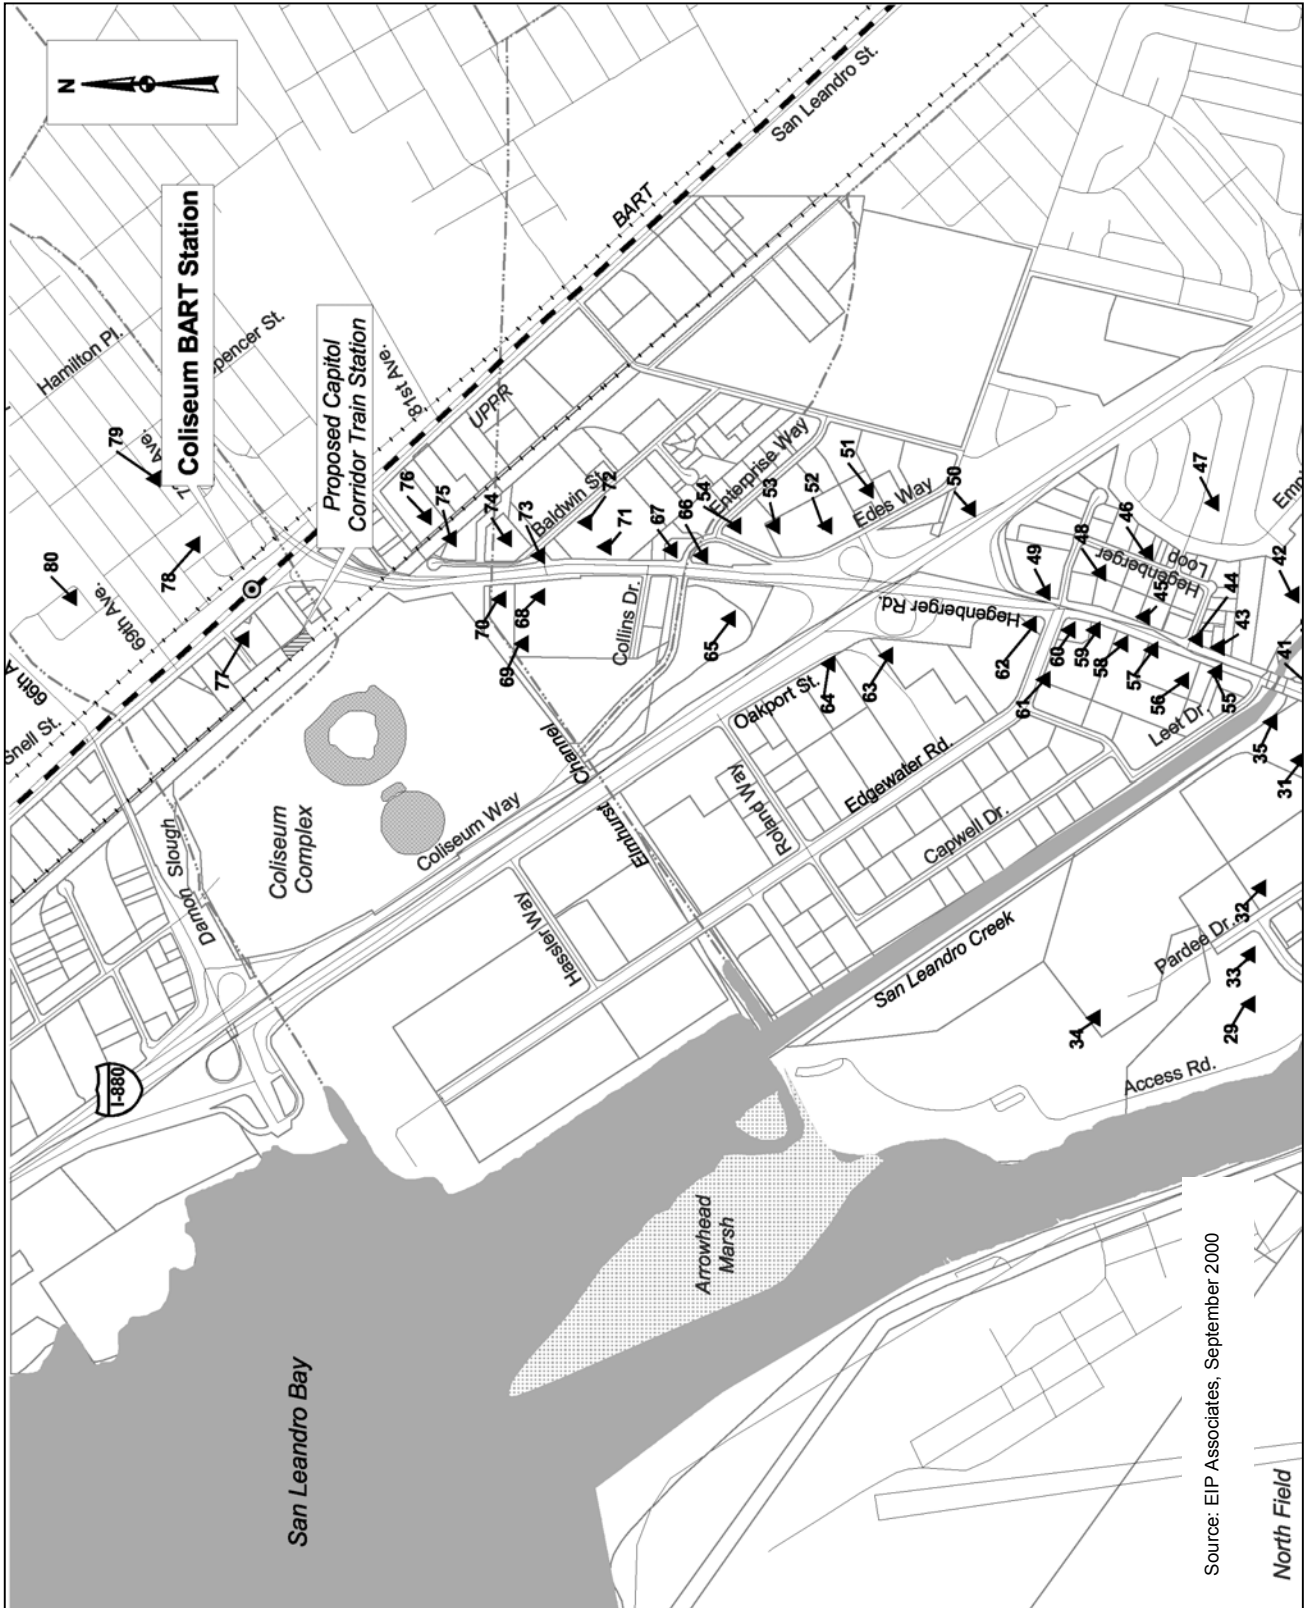 N
Coliseum BART Station
Proposed Capitol
Corridor Train Station
Hamilton Pl.
Spencer St.
Ave.
81st Ave.
69th Ave.
66th A
Snell St.
BART
San Leandro St.
UPPR
80
79
78
77
76
75
74
73
72
71
70
69
68
67
66
65
64
63
62
61
60
59
58
57
56
55
54
53
52
51
50
49
48
47
46
45
44
43
42
41
35
34
33
32
31
29
Baldwin St.
Enterprise Way
Edes Way
Collins Dr.
Hegenberger Rd.
Hegenberger
Loop
Damon
Slough
Coliseum
Complex
Coliseum Way
Elmhurst
Channel
Hassler Way
Roland Way
Oakport St.
Edgewater Rd.
Capwell Dr.
Leet Dr.
San Leandro Creek
Pardee Dr.
Access Rd.
I-880
Arrowhead
Marsh
San Leandro Bay
North Field
Source: EIP Associates, September 2000